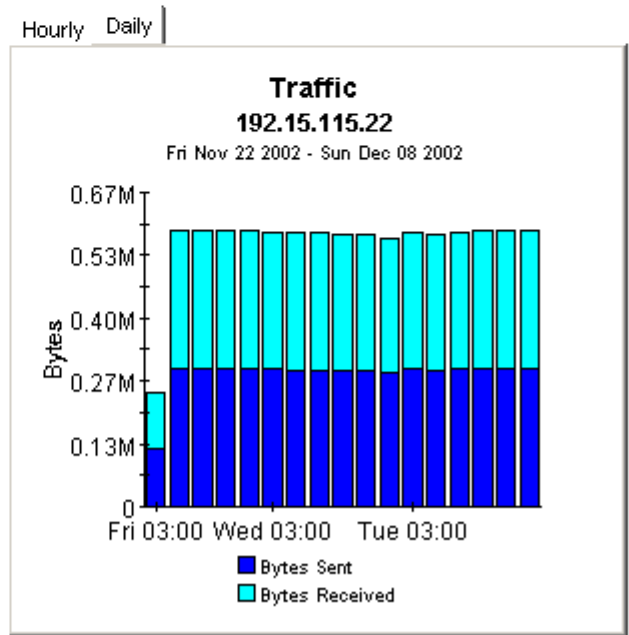 Hourly Daily
Traffic
192.15.115.22
Fri Nov 22 2002 - Sun Dec 08 2002
0.67M
0.53M
0.40M
0.27M
0.13M
0
Bytes
Fri 03:00 Wed 03:00 Tue 03:00
Bytes Sent
Bytes Received